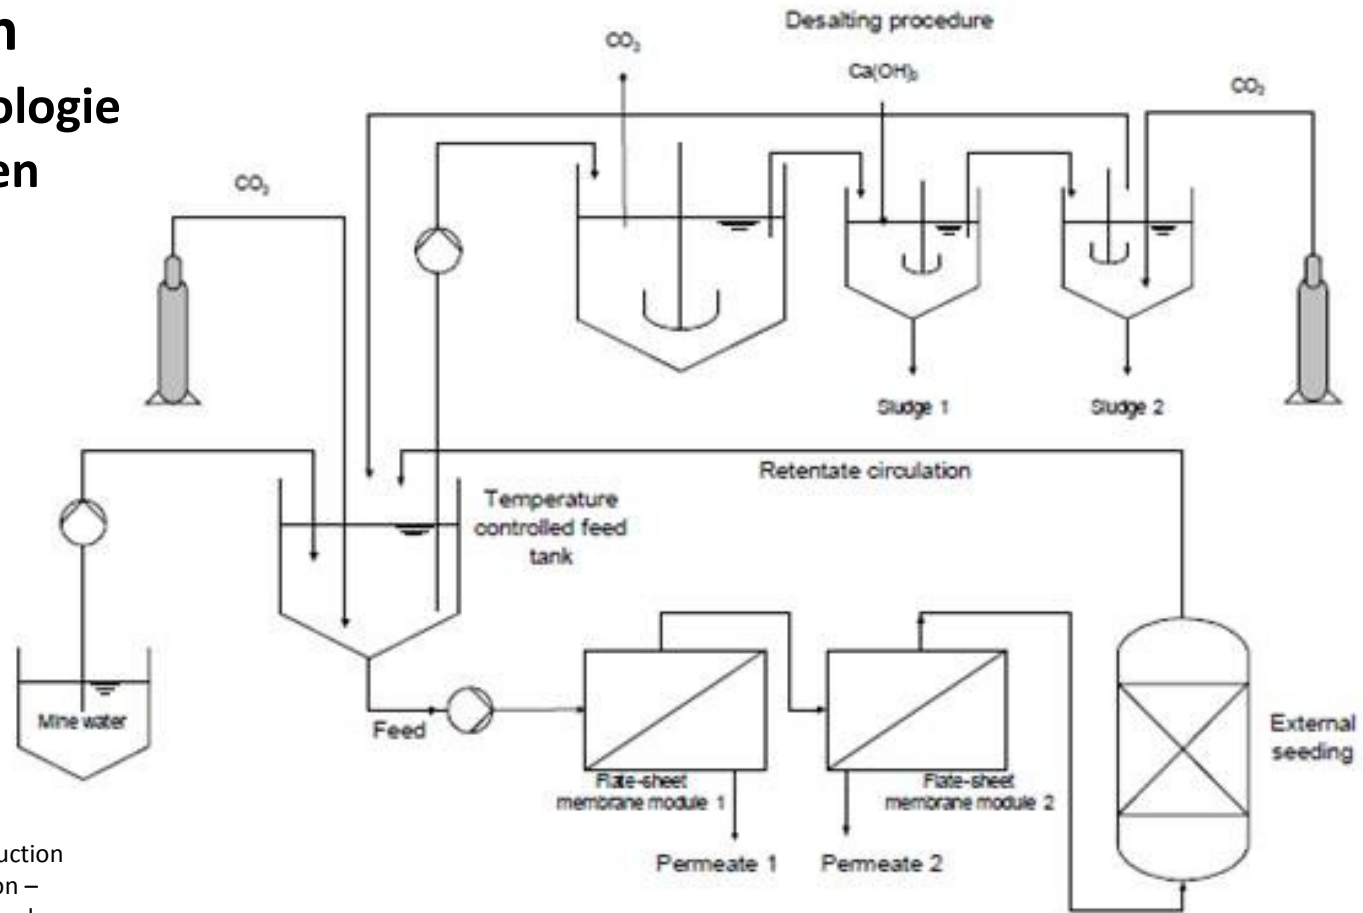 n
ologie
en
Desalting procedure
CO₂
Ca(OH)₂
CO₂
CO₂
Sludge 1
Sludge 2
Retentate circulation
Temperature
controlled feed
tank
Mine water
Feed
External
seeding
Flate-sheet
membrane module 1
Flate-sheet
membrane module 2
Permeate 1
Permeate 2
uction
on –